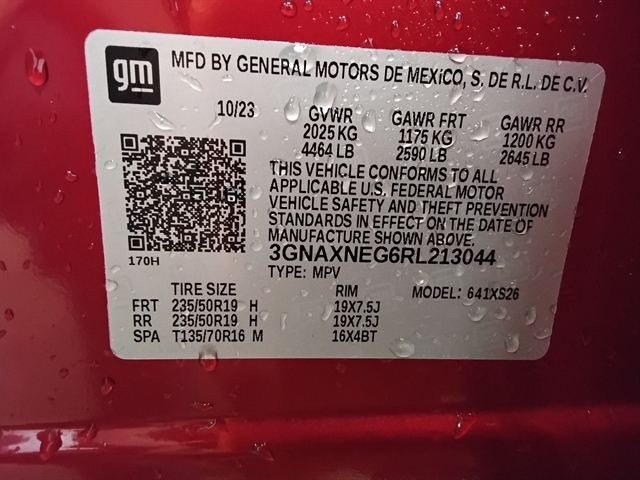 gm
MFD BY GENERAL MOTORS DE MEXICO, S. DE R.L. DE C.V.
10/23 GVWR GAWR FRT GAWR RR
2025 KG 1175 KG 1200 KG
4464 LB 2590 LB 2645 LB
THIS VEHICLE CONFORMS TO ALL
APPLICABLE U.S. FEDERAL MOTOR
VEHICLE SAFETY AND THEFT PREVENTION
STANDARDS IN EFFECT ON THE DATE OF
MANUFACTURE SHOWN ABOVE.
3GNAXNEG6RL213044
170H
TYPE: MPV
TIRE SIZE RIM MODEL: 641XS26
FRT 235/50R19 H 19X7.5J
RR 235/50R19 H 19X7.5J
SPA T135/70R16 M 16X4BT